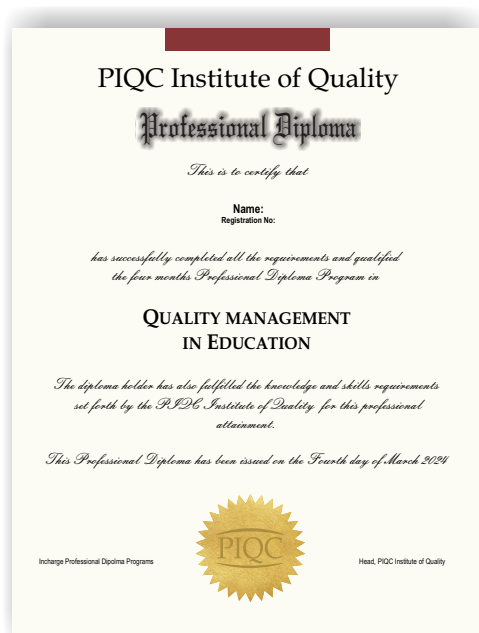 PIQC Institute of Quality
Professional Diploma
This is to certify that
Name:
Registration No:
has successfully completed all the requirements and qualified
the four months Professional Diploma Program in
QUALITY MANAGEMENT
IN EDUCATION
The diploma holder has also fulfilled the knowledge and skills requirements
set forth by the PIQC Institute of Quality for this professional
attainment.
This Professional Diploma has been issued on the Fourth day of March 2024
PIQC
Incharge Professional Dipolma Programs
Head, PIQC Institute of Quality